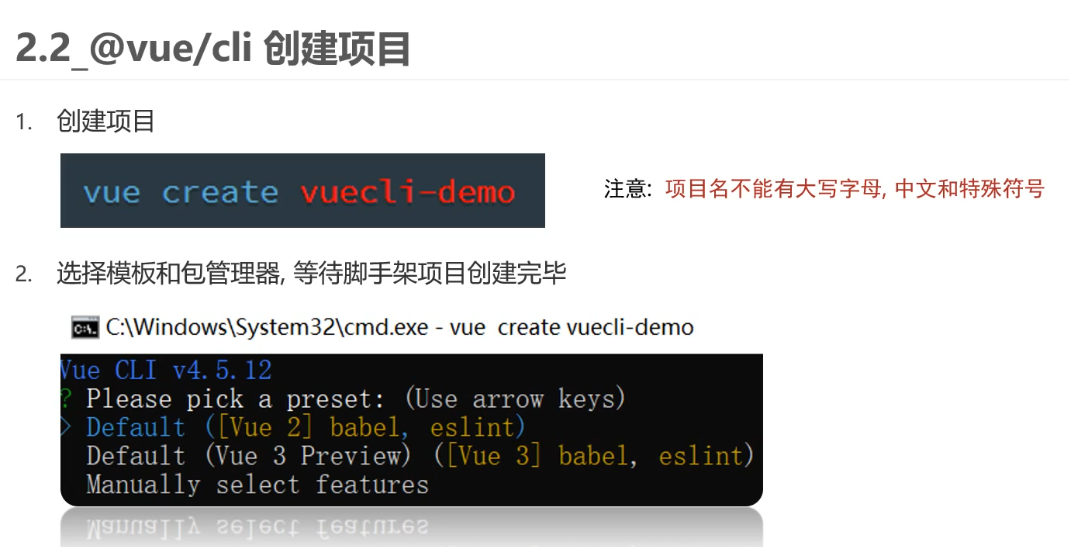 2.2_@vue/cli 创建项目
1. 创建项目
vue create vuecli-demo
注意: 项目名不能有大写字母, 中文和特殊符号
2. 选择模板和包管理器, 等待脚手架项目创建完毕
C:\Windows\System32\cmd.exe - vue  create vuecli-demo
Vue CLI v4.5.12
? Please pick a preset: (Use arrow keys)
> Default ([Vue 2] babel, eslint)
Default (Vue 3 Preview) ([Vue 3] babel, eslint)
Manually select features